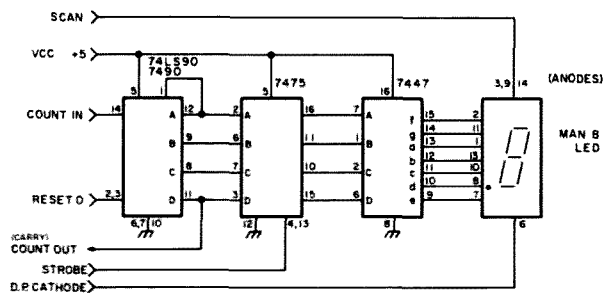 SCAN
VCC +5
74LS90
7490
7475
7447
5 1 5 16 3,9 14 (ANODES)
COUNT IN 14 A 12 2 A 16 7 A f 15 2
g 14 11 MAN 8
B 9 6 B 11 1 B a 13 1 LED
b 12 13
C 8 7 C 10 2 C c 11 10
d 10 8
RESET 0 2,3 D 11 3 D 15 6 D e 9 7
6,7 10 12 4,13 8 6
(CARRY)
COUNT OUT
STROBE
D.P. CATHODE